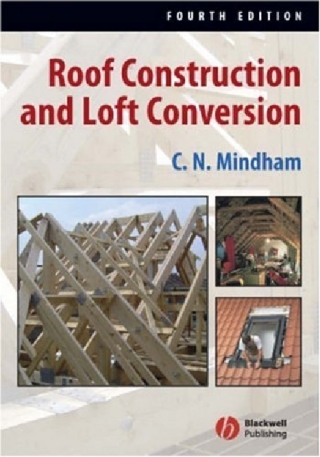 FOURTH EDITION
Roof Construction
and Loft Conversion
C. N. Mindham
Blackwell
Publishing